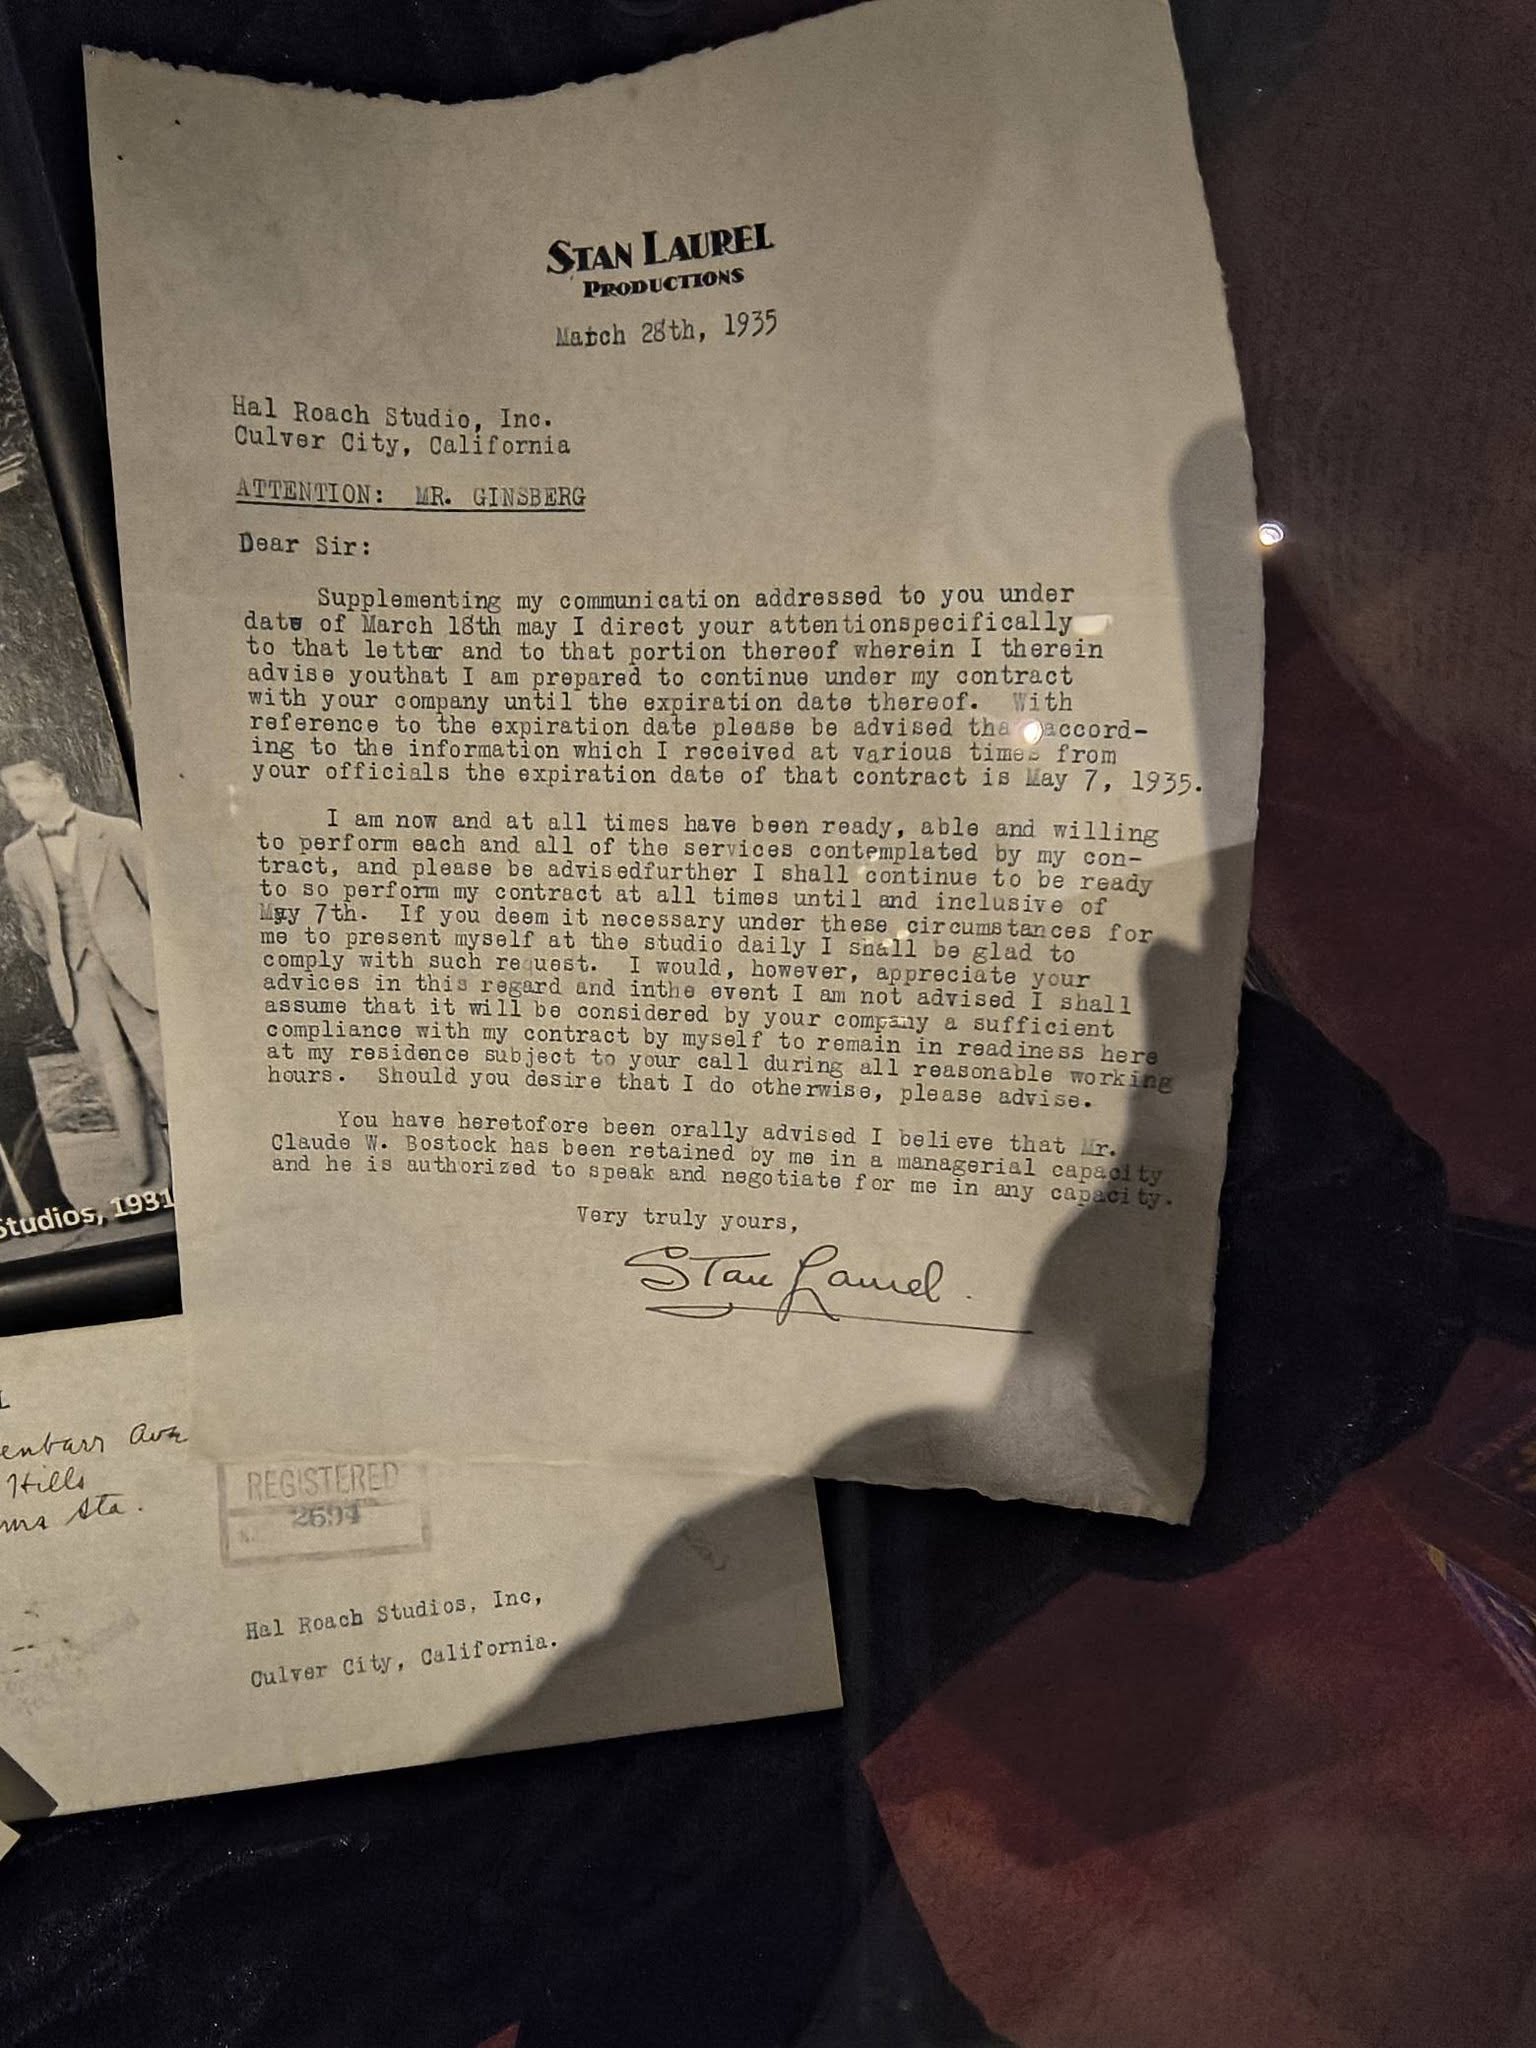 STAN LAUREL
PRODUCTIONS
March 28th, 1935
Hal Roach Studio, Inc.
Culver City, California
ATTENTION: MR. GINSBERG
Dear Sir:
Supplementing my communication addressed to you under
date of March 18th may I direct your attentionspecifically
to that letter and to that portion thereof wherein I therein
advise youthat I am prepared to continue under my contract
with your company until the expiration date thereof. With
reference to the expiration date please be advised tha accord-
ing to the information which I received at various times from
your officials the expiration date of that contract is May 7, 1935.
I am now and at all times have been ready, able and willing
to perform each and all of the services contemplated by my con-
tract, and please be advisedfurther I shall continue to be ready
to so perform my contract at all times until and inclusive of
May 7th. If you deem it necessary under these circumstances for
me to present myself at the studio daily I shall be glad to
comply with such request. I would, however, appreciate your
advices in this regard and inthe event I am not advised I shall
assume that it will be considered by your company a sufficient
compliance with my contract by myself to remain in readiness here
at my residence subject to your call during all reasonable working
hours. Should you desire that I do otherwise, please advise.
You have heretofore been orally advised I believe that Mr.
Claude W. Bostock has been retained by me in a managerial capacity
and he is authorized to speak and negotiate for me in any capacity.
Very truly yours,
Stan Laurel.
Studios, 1931
enbarr Ave
Hills
Sta.
REGISTERED
2694
Hal Roach Studios, Inc,
Culver City, California.